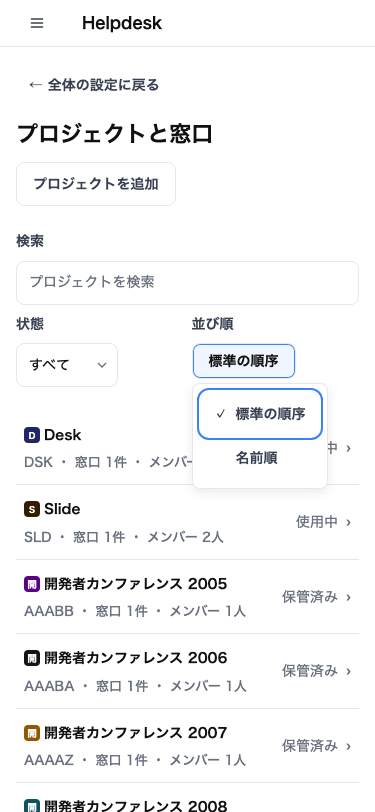 Helpdesk
← 全体の設定に戻る
プロジェクトと窓口
プロジェクトを追加
検索
プロジェクトを検索
状態
並び順
すべて
標準の順序
✓ 標準の順序
名前順
D Desk
DSK ・ 窓口 1件 ・ メンバー
中 ›
S Slide
SLD ・ 窓口 1件 ・ メンバー 2人
使用中 ›
開 開発者カンファレンス 2005
AAABB ・ 窓口 1件 ・ メンバー 1人
保管済み ›
開 開発者カンファレンス 2006
AAABA ・ 窓口 1件 ・ メンバー 1人
保管済み ›
開 開発者カンファレンス 2007
AAAAZ ・ 窓口 1件 ・ メンバー 1人
保管済み ›
開 開発者カンファレンス 2008